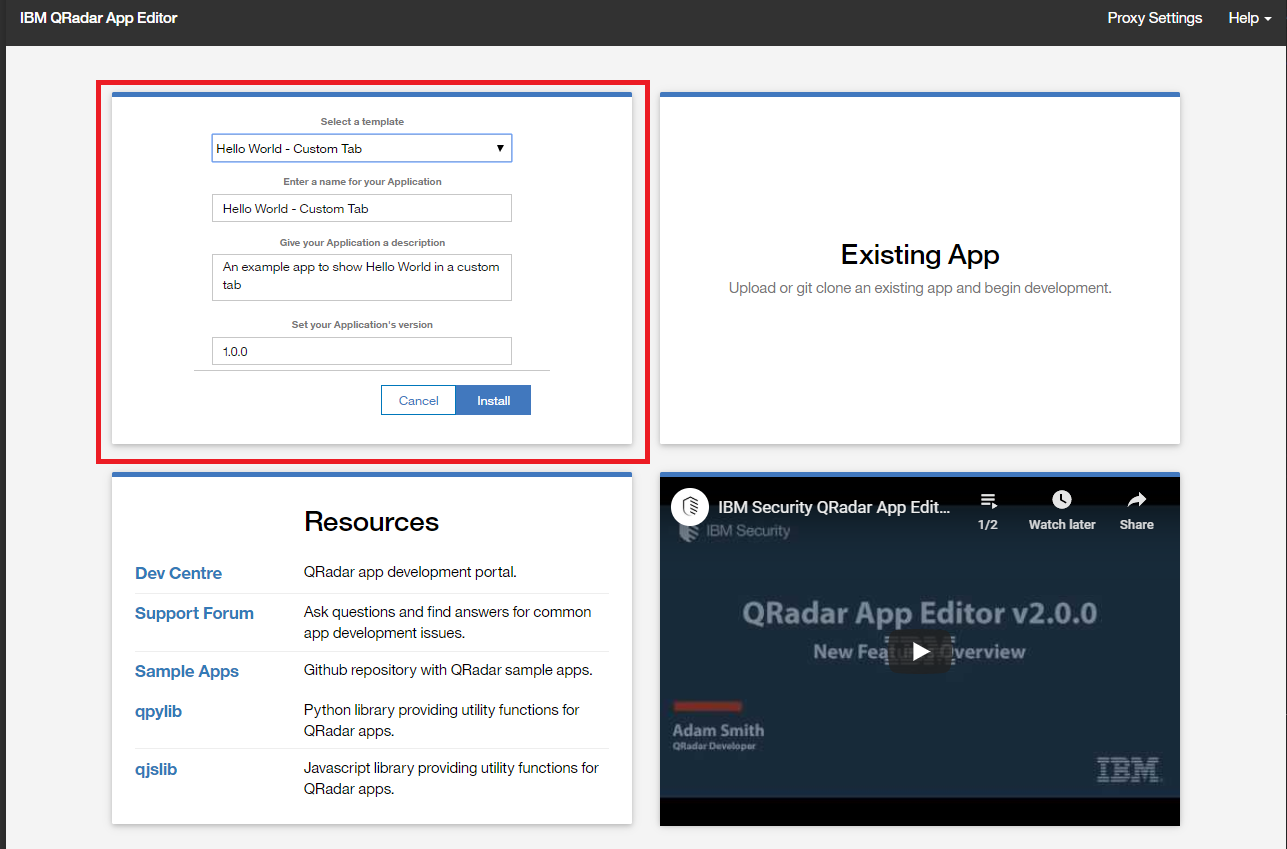 IBM QRadar App Editor
Proxy Settings
Help
Select a template
Hello World - Custom Tab
Enter a name for your Application
Hello World - Custom Tab
Give your Application a description
An example app to show Hello World in a custom
tab
Set your Application's version
1.0.0
Cancel
Install
Existing App
Upload or git clone an existing app and begin development.
Resources
Dev Centre
QRadar app development portal.
Support Forum
Ask questions and find answers for common
app development issues.
Sample Apps
Github repository with QRadar sample apps.
qpylib
Python library providing utility functions for
QRadar apps.
qjslib
Javascript library providing utility functions for
QRadar apps.
IBM Security QRadar App Edit...
1/2
Watch later
Share
IBM Security
QRadar App Editor v2.0.0
New Features Overview
Adam Smith
QRadar Developer
IBM